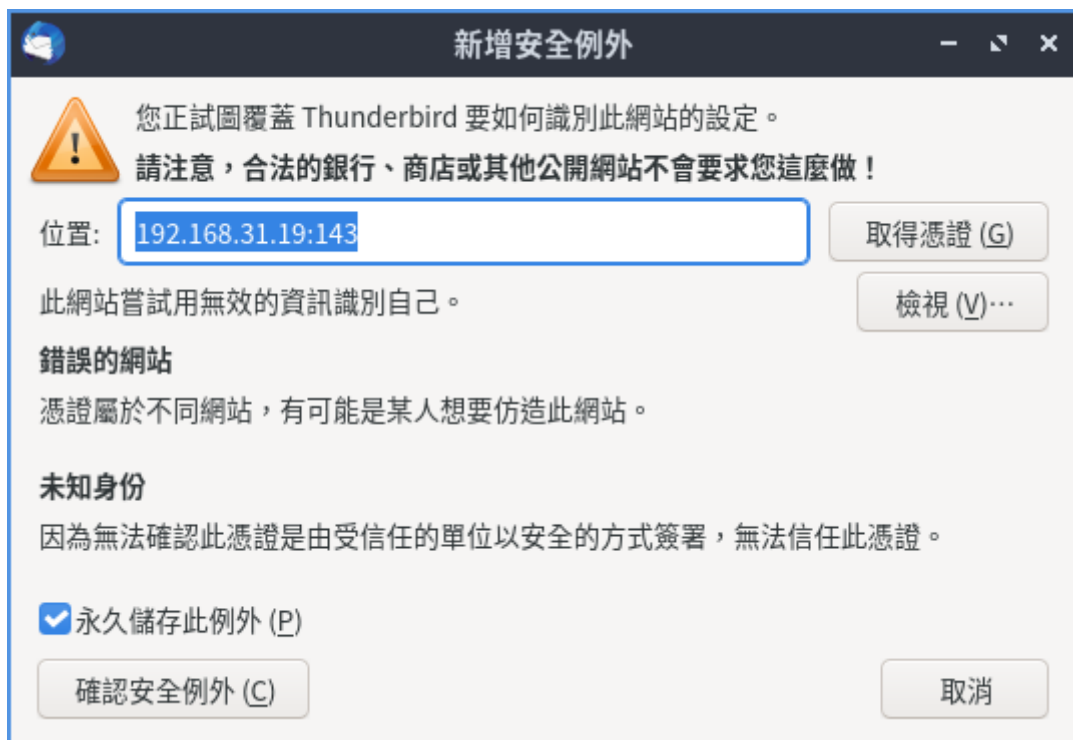 新增安全例外
您正試圖覆蓋 Thunderbird 要如何識別此網站的設定。
請注意，合法的銀行、商店或其他公開網站不會要求您這麼做！
位置: 192.168.31.19:143 取得憑證 (G)
此網站嘗試用無效的資訊識別自己。 檢視 (V)…
錯誤的網站
憑證屬於不同網站，有可能是某人想要仿造此網站。
未知身份
因為無法確認此憑證是由受信任的單位以安全的方式簽署，無法信任此憑證。
永久儲存此例外 (P)
確認安全例外 (C) 取消